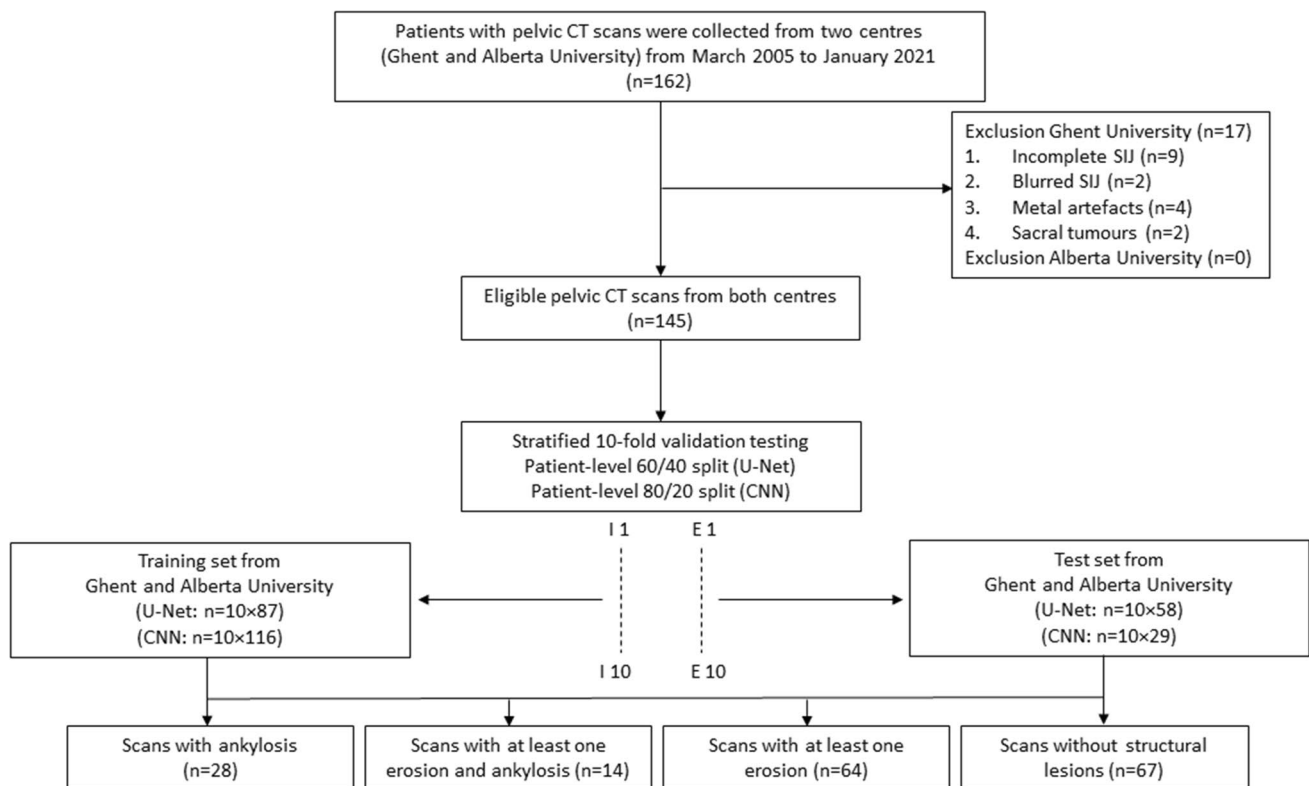 Patients with pelvic CT scans were collected from two centres
(Ghent and Alberta University) from March 2005 to January 2021
(n=162)
Exclusion Ghent University (n=17)
1. Incomplete SIJ (n=9)
2. Blurred SIJ (n=2)
3. Metal artefacts (n=4)
4. Sacral tumours (n=2)
Exclusion Alberta University (n=0)
Eligible pelvic CT scans from both centres
(n=145)
Stratified 10-fold validation testing
Patient-level 60/40 split (U-Net)
Patient-level 80/20 split (CNN)
I 1
E 1
Training set from
Ghent and Alberta University
(U-Net: n=10×87)
(CNN: n=10×116)
Test set from
Ghent and Alberta University
(U-Net: n=10×58)
(CNN: n=10×29)
I 10
E 10
Scans with ankylosis
(n=28)
Scans with at least one
erosion and ankylosis (n=14)
Scans with at least one
erosion (n=64)
Scans without structural
lesions (n=67)